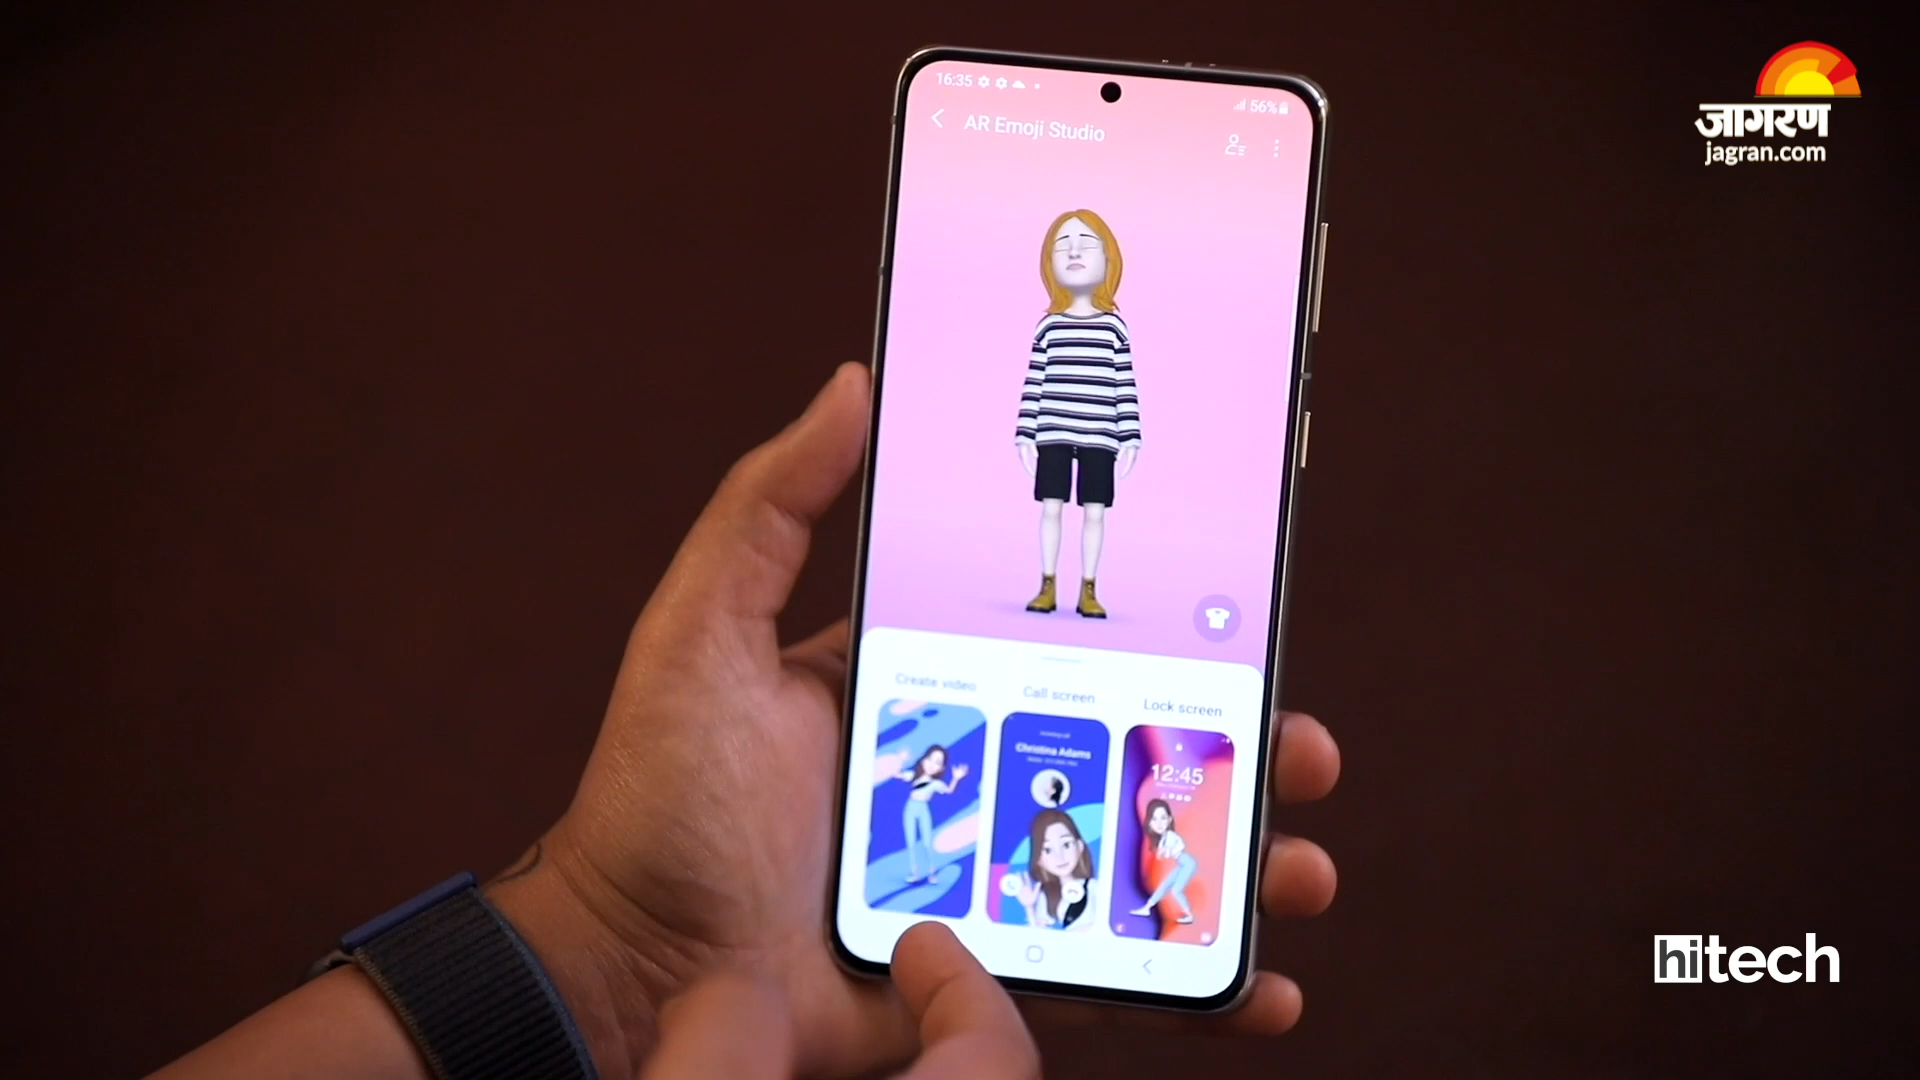 16:35
56%
AR Emoji Studio
Create video
Call screen
Lock screen
Christina Adams
12:45
जागरण
jagran.com
hitech